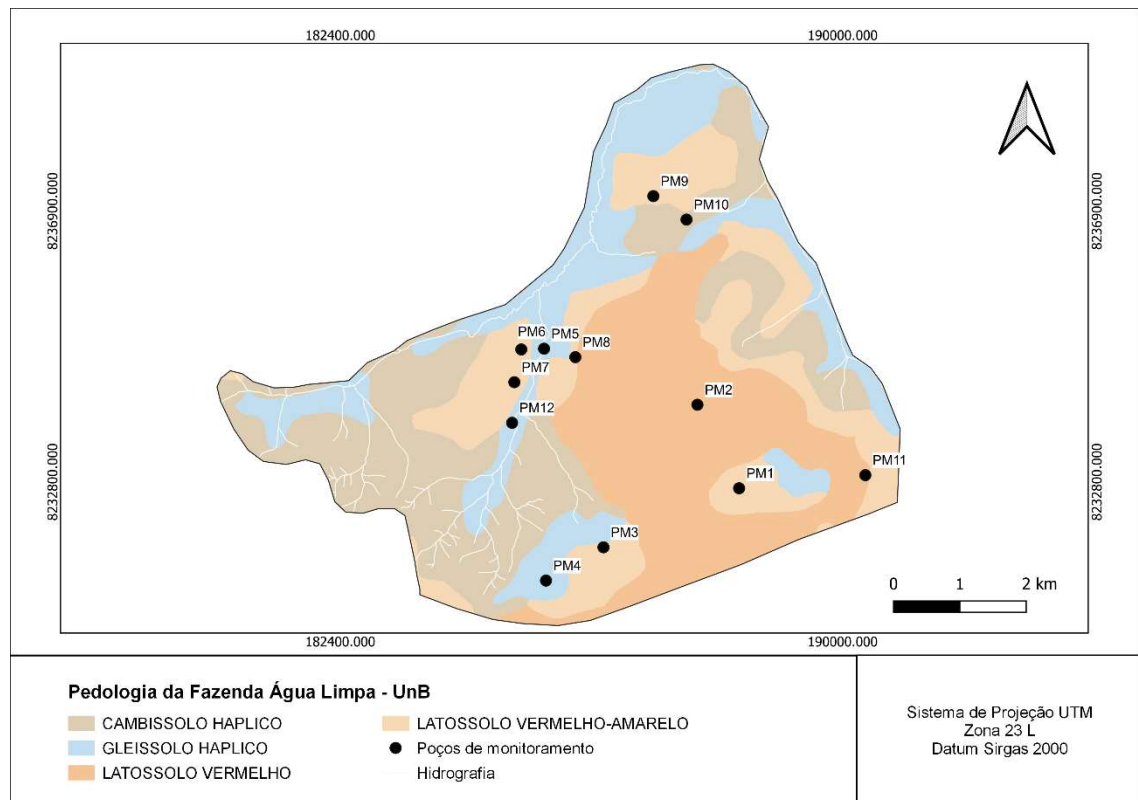 182400.000
190000.000
8236900.000
8236900.000
PM9
PM10
PM6
PM5
PM8
PM7
PM2
PM12
8232800.000
8232800.000
PM11
PM1
PM3
PM4
0 1 2 km
182400.000
190000.000
Pedologia da Fazenda Água Limpa - UnB
CAMBISSOLO HAPLICO
GLEISSOLO HAPLICO
LATOSSOLO VERMELHO
LATOSSOLO VERMELHO-AMARELO
Poços de monitoramento
Hidrografia
Sistema de Projeção UTM
Zona 23 L
Datum Sirgas 2000